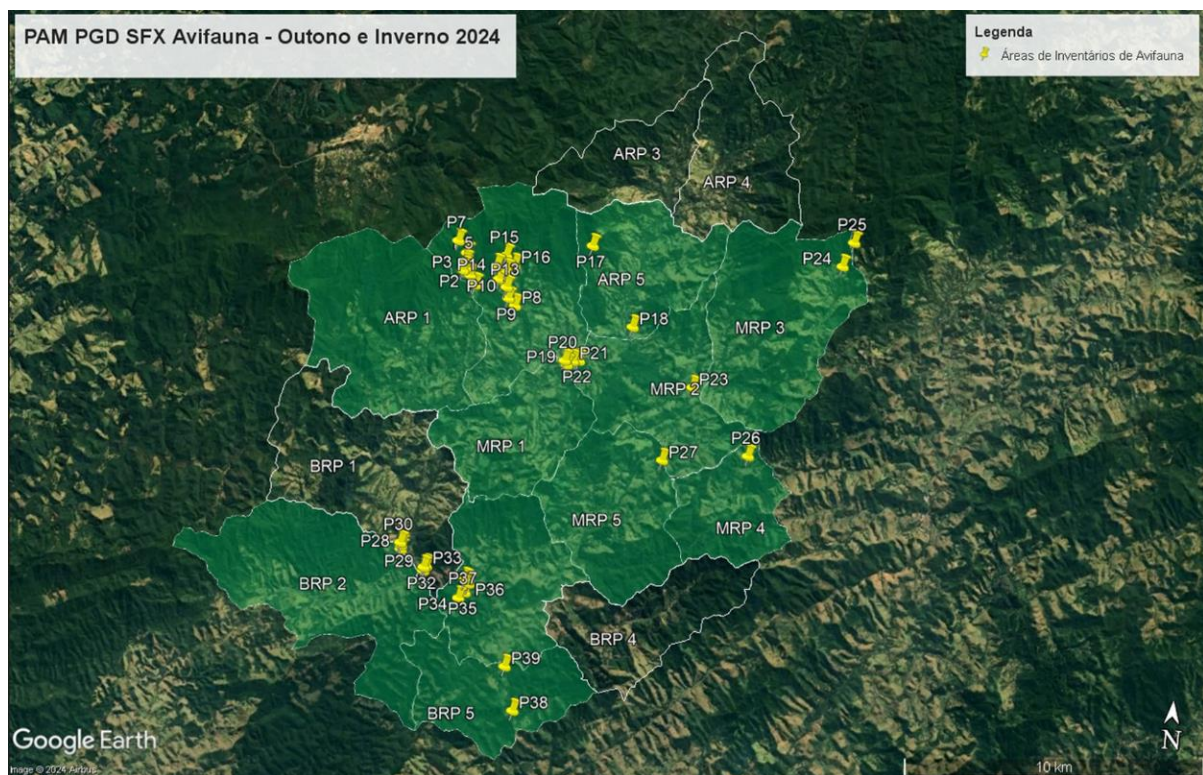 PAM PGD SFX Avifauna - Outono e Inverno 2024
Legenda
Áreas de Inventários de Avifauna
ARP 3
ARP 4
P7
P5
P15
P25
P3
P14
P16
P17
P24
P2
P13
ARP 5
P10
P8
ARP 1
P9
P18
MRP 3
P20
P19
P21
P22
MRP 2
P23
MRP 1
P26
P27
BRP 1
P30
MRP 5
MRP 4
P28
P29
P33
BRP 2
P32
P37
P36
P34
P35
BRP 4
P39
BRP 5
P38
Google Earth
Image © 2024 Airbus
N
10 km